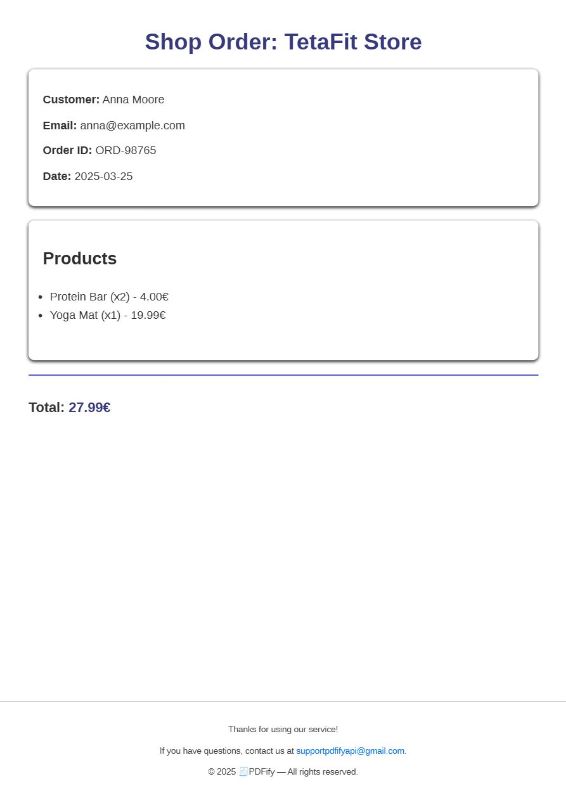 Shop Order: TetaFit Store
Customer: Anna Moore
Email: anna@example.com
Order ID: ORD-98765
Date: 2025-03-25
Products
• Protein Bar (x2) - 4.00€
• Yoga Mat (x1) - 19.99€
Total: 27.99€
Thanks for using our service!
If you have questions, contact us at supportpdfifyapi@gmail.com.
© 2025 🧾PDFify — All rights reserved.